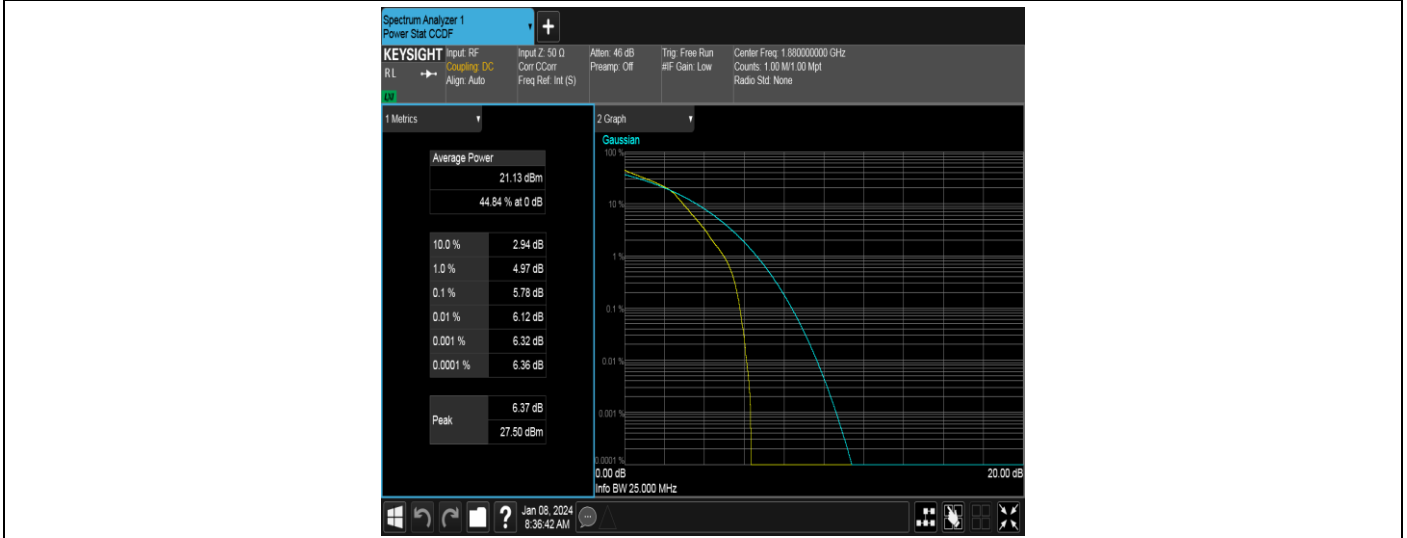 Spectrum Analyzer 1
Power Stat CCDF
+
KEYSIGHT Input: RF Input Z: 50 Ω Atten: 46 dB Trig: Free Run Center Freq: 1.880000000 GHz
RL Coupling: DC Corr CCorr Preamp: Off #IF Gain: Low Counts: 1.00 M/1.00 Mpt
Align: Auto Freq Ref: Int (S) Radio Std: None
1 Metrics
Average Power
21.13 dBm
44.84 % at 0 dB
10.0 % 2.94 dB
1.0 % 4.97 dB
0.1 % 5.78 dB
0.01 % 6.12 dB
0.001 % 6.32 dB
0.0001 % 6.36 dB
Peak 6.37 dB
27.50 dBm
2 Graph
Gaussian
100 %
10 %
1 %
0.1 %
0.01 %
0.001 %
0.0001 %
0.00 dB 20.00 dB
Info BW 25.000 MHz
? Jan 08, 2024
8:36:42 AM